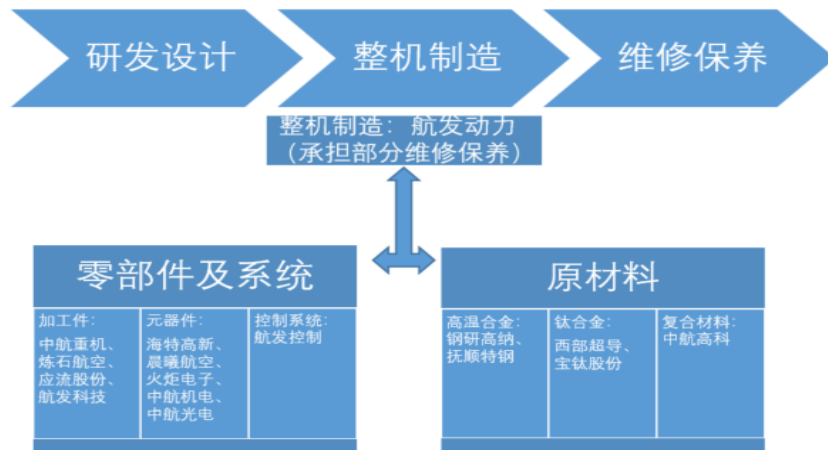 研发设计
整机制造
维修保养
整机制造：航发动力
（承担部分维修保养）
零部件及系统
加工件：
中航重机、
炼石航空、
应流股份、
航发科技
元器件：
海特高新、
晨曦航空、
火炬电子、
中航机电、
中航光电
控制系统：
航发控制
原材料
高温合金：
钢研高纳、
抚顺特钢
钛合金：
西部超导、
宝钛股份
复合材料：
中航高科